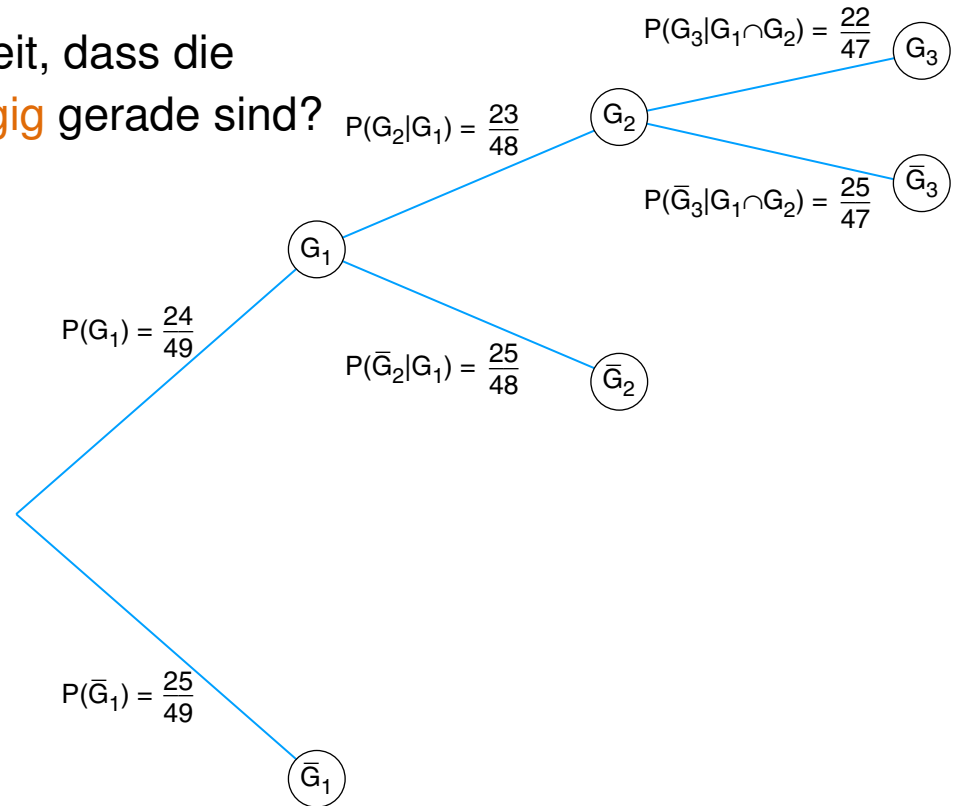 eit, dass die
gig gerade sind?
P(G₃|G₁∩G₂) = 22/47
G₃
P(G₂|G₁) = 23/48
G₂
P(Ḡ₃|G₁∩G₂) = 25/47
Ḡ₃
G₁
P(G₁) = 24/49
P(Ḡ₂|G₁) = 25/48
Ḡ₂
P(Ḡ₁) = 25/49
Ḡ₁